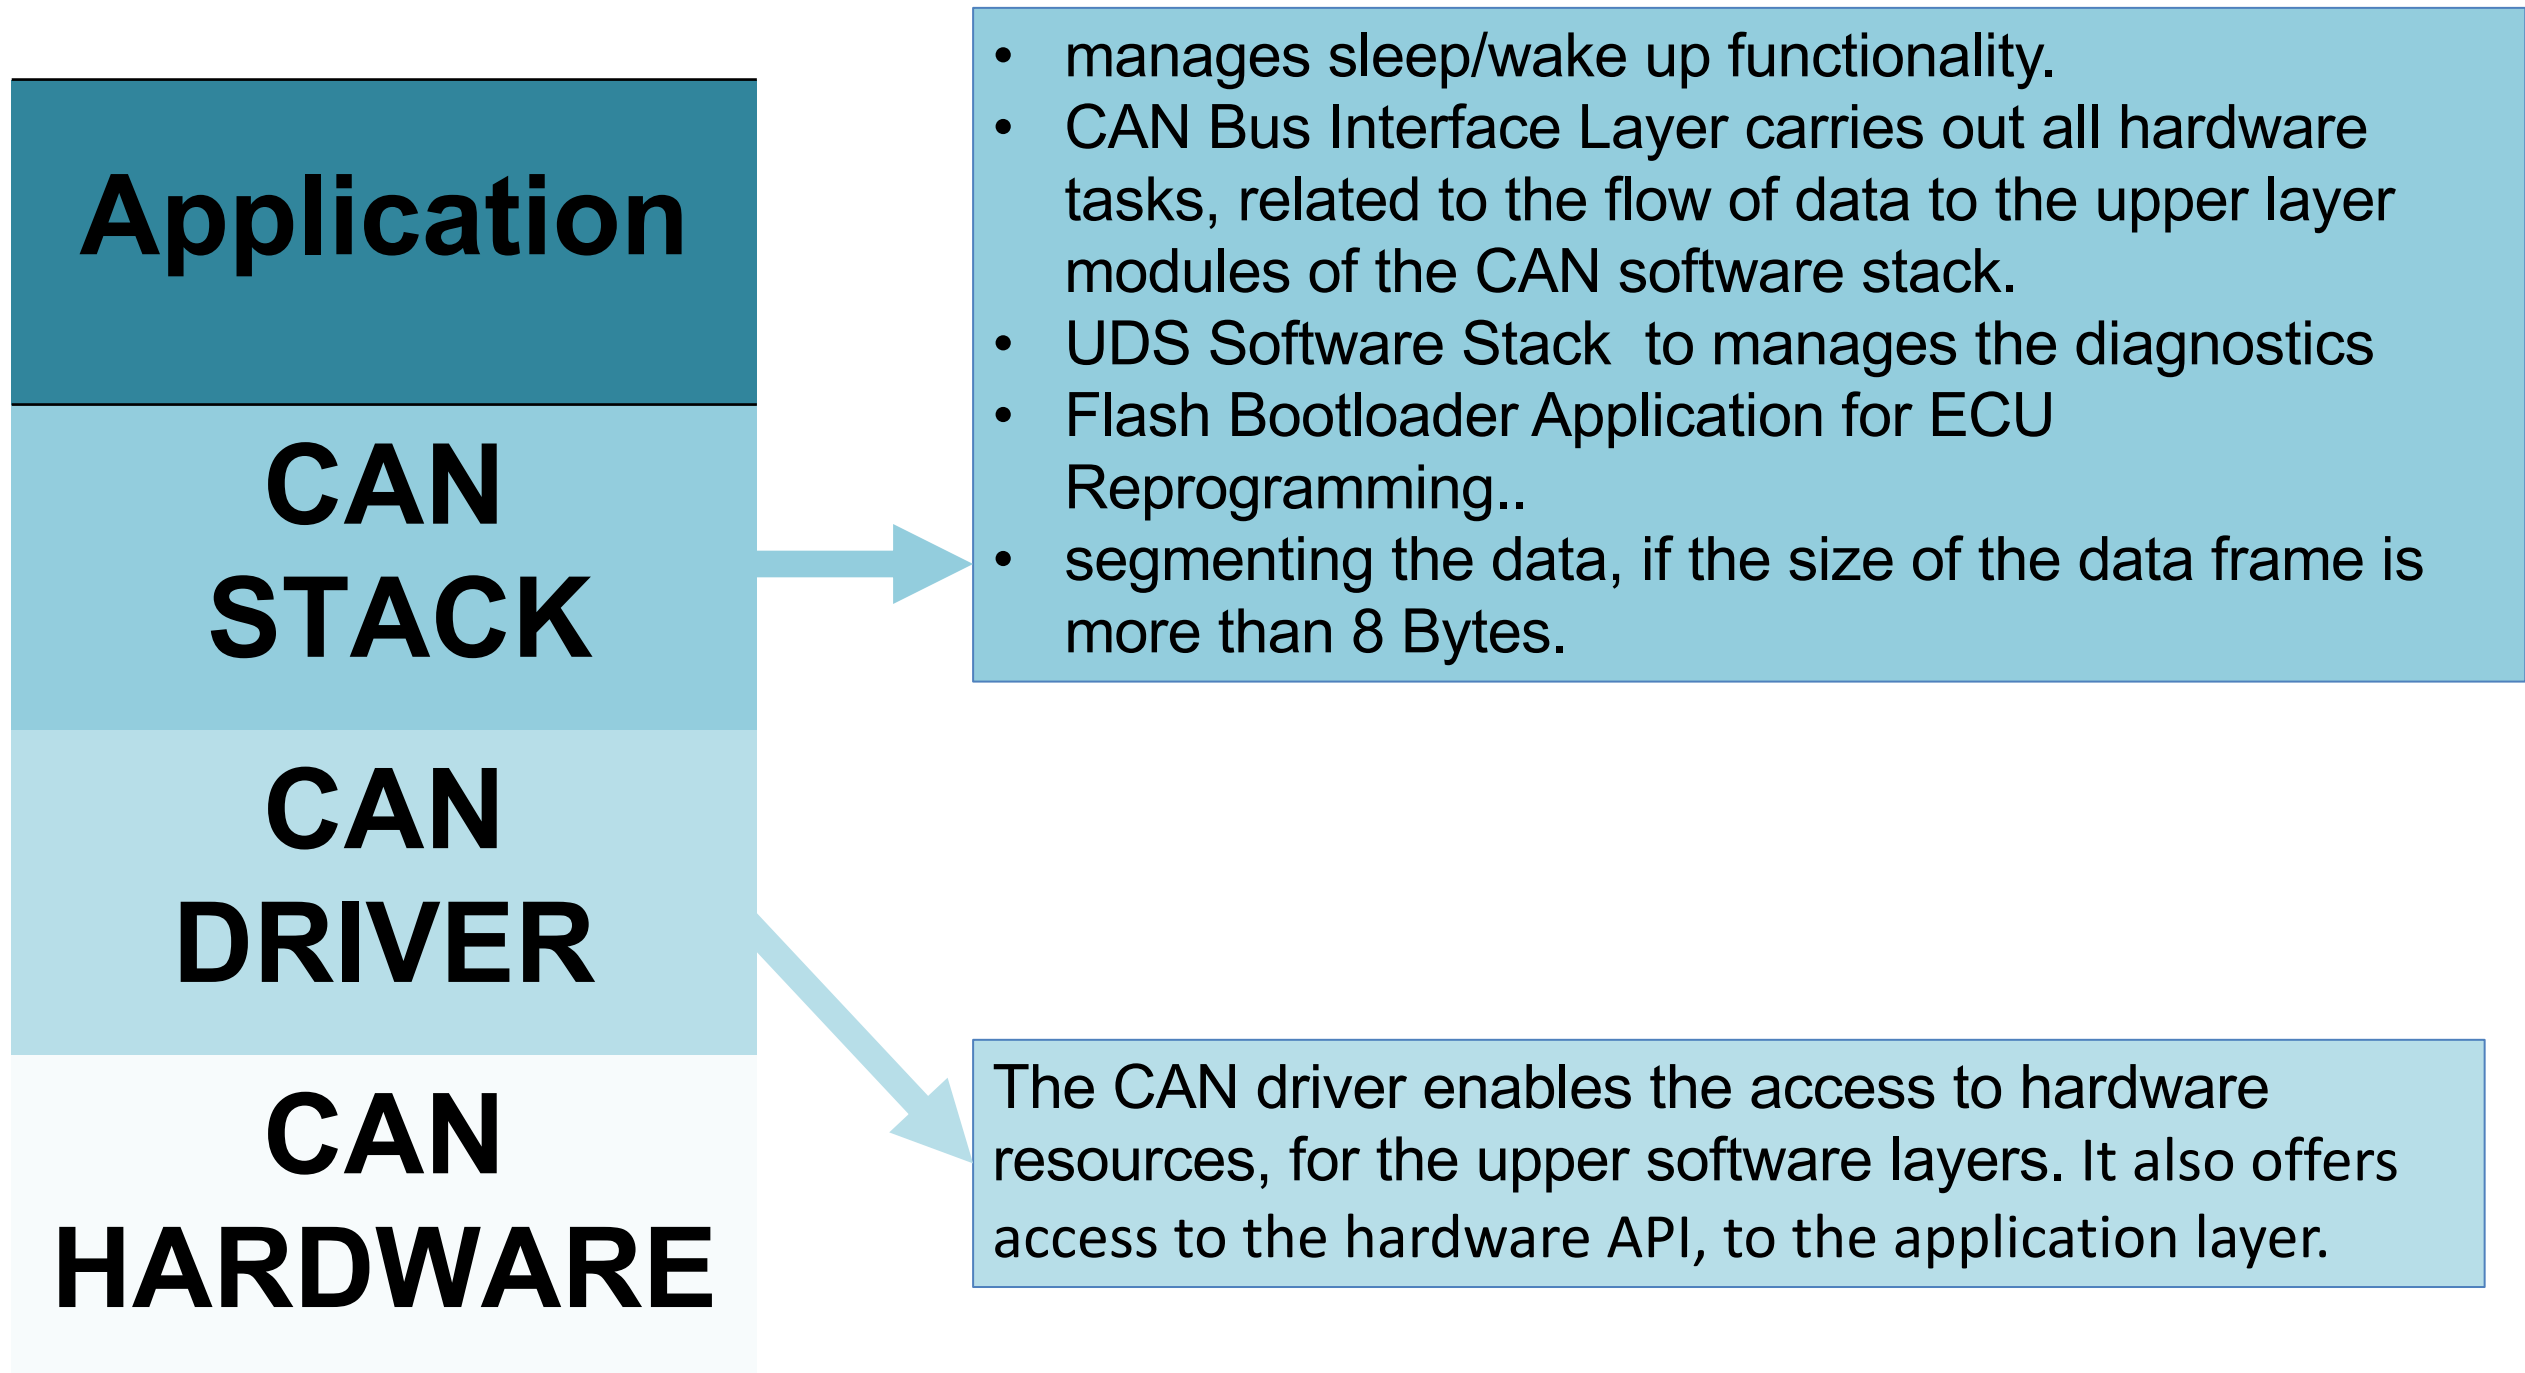 Application
CAN
STACK
CAN
DRIVER
CAN
HARDWARE
• manages sleep/wake up functionality.
• CAN Bus Interface Layer carries out all hardware
tasks, related to the flow of data to the upper layer
modules of the CAN software stack.
• UDS Software Stack  to manages the diagnostics
• Flash Bootloader Application for ECU
Reprogramming..
• segmenting the data, if the size of the data frame is
more than 8 Bytes.
The CAN driver enables the access to hardware
resources, for the upper software layers. It also offers
access to the hardware API, to the application layer.